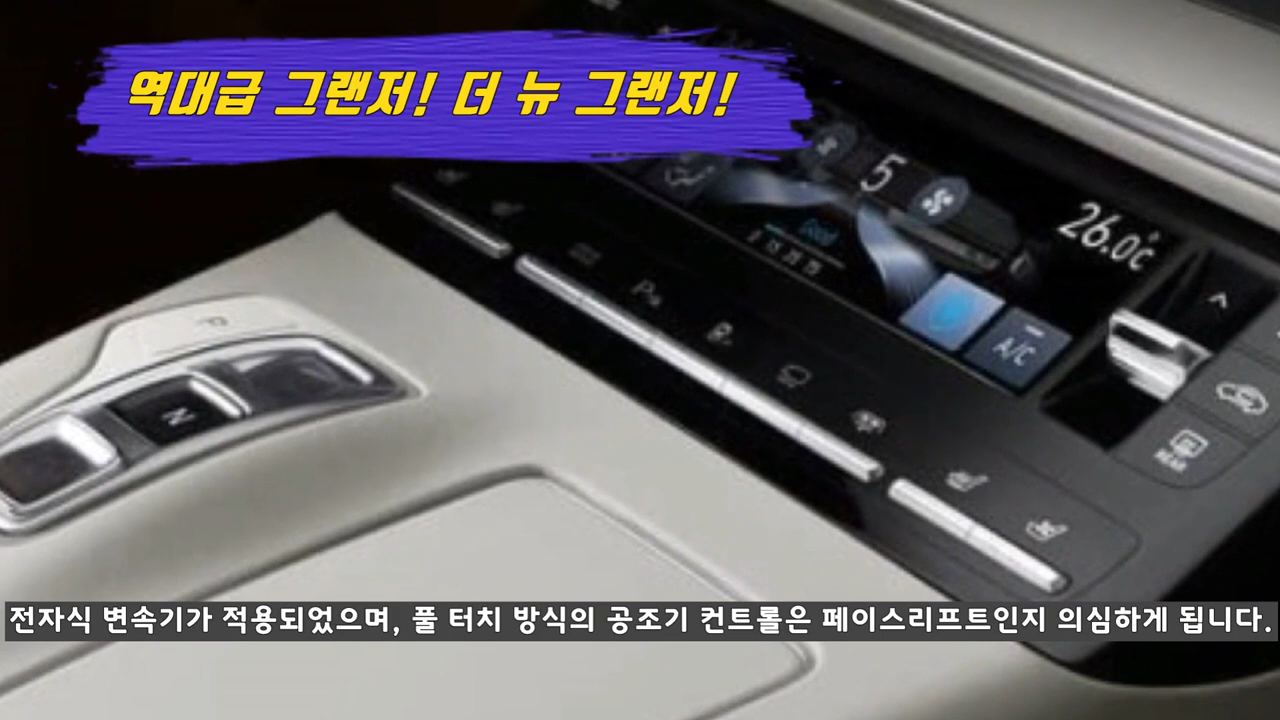 역대급 그랜저! 더 뉴 그랜저!
5
26.0°c
A/C
REAR
N
전자식 변속기가 적용되었으며, 풀 터치 방식의 공조기 컨트롤은 페이스리프트인지 의심하게 됩니다.